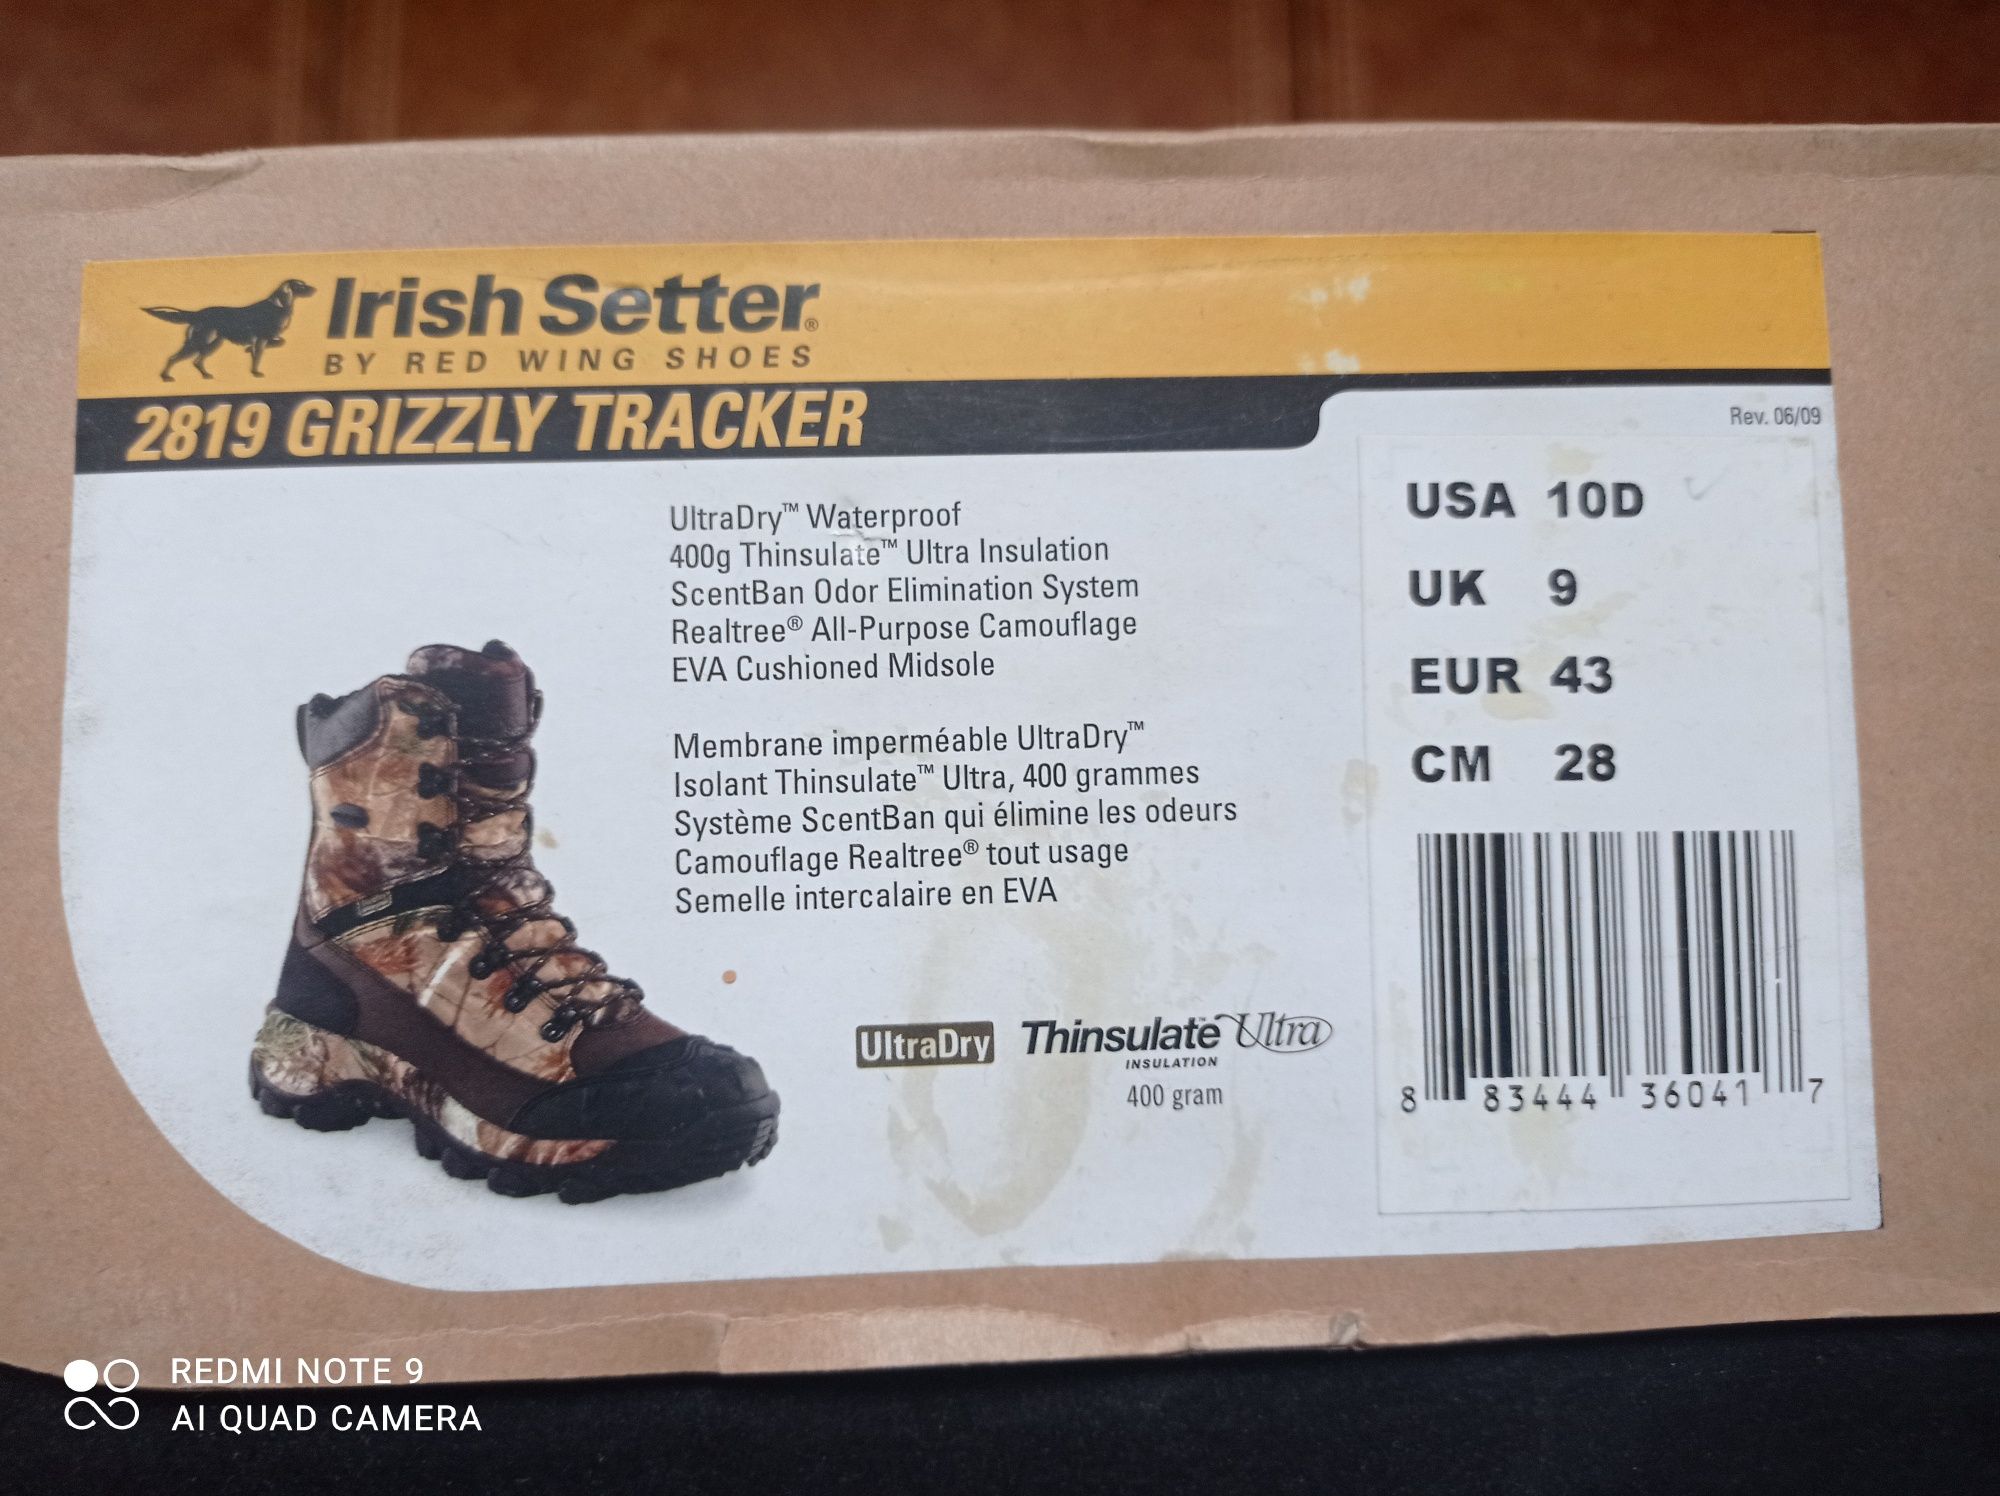 Irish Setter®
BY RED WING SHOES
2819 GRIZZLY TRACKER
Rev. 06/09
UltraDry™ Waterproof
400g Thinsulate™ Ultra Insulation
ScentBan Odor Elimination System
Realtree® All-Purpose Camouflage
EVA Cushioned Midsole
Membrane imperméable UltraDry™
Isolant Thinsulate™ Ultra, 400 grammes
Système ScentBan qui élimine les odeurs
Camouflage Realtree® tout usage
Semelle intercalaire en EVA
UltraDry
Thinsulate™ Ultra
INSULATION
400 gram
USA 10D
UK 9
EUR 43
CM 28
8 83444 36041 7
REDMI NOTE 9
AI QUAD CAMERA